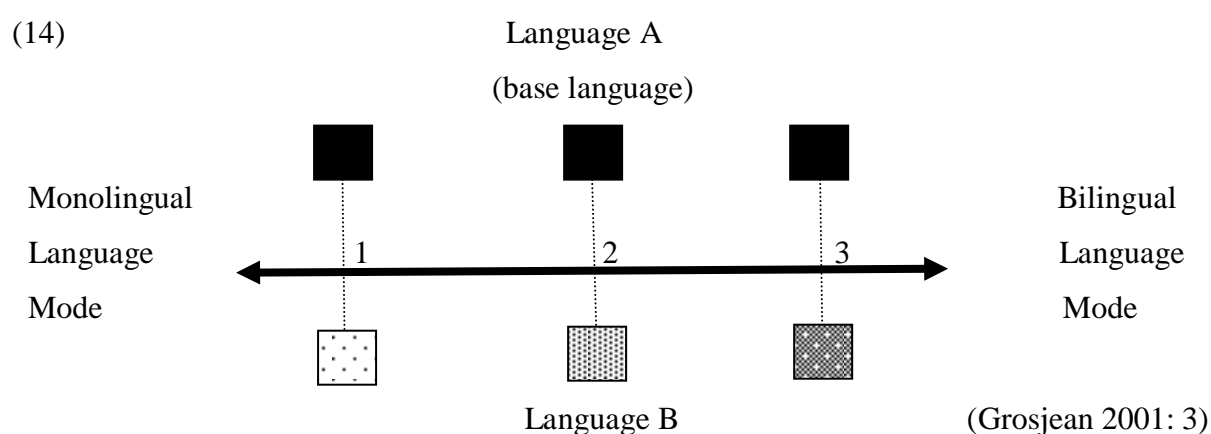 (14) Language A
(base language)
Monolingual Bilingual
Language 1 2 3 Language
Mode Mode
Language B (Grosjean 2001: 3)